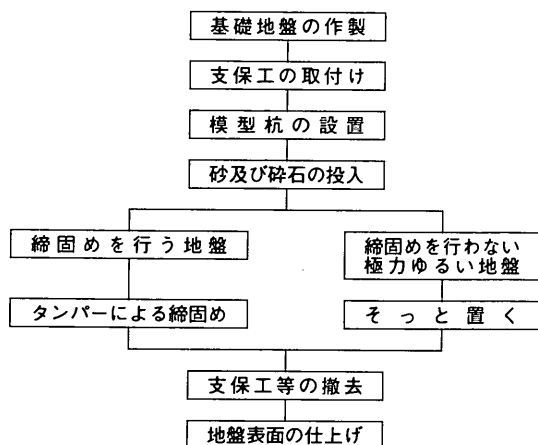 基礎地盤の作製
支保工の取付け
模型杭の設置
砂及び砕石の投入
締固めを行う地盤
締固めを行わない
極力ゆるい地盤
タンパーによる締固め
そっと置く
支保工等の撤去
地盤表面の仕上げ